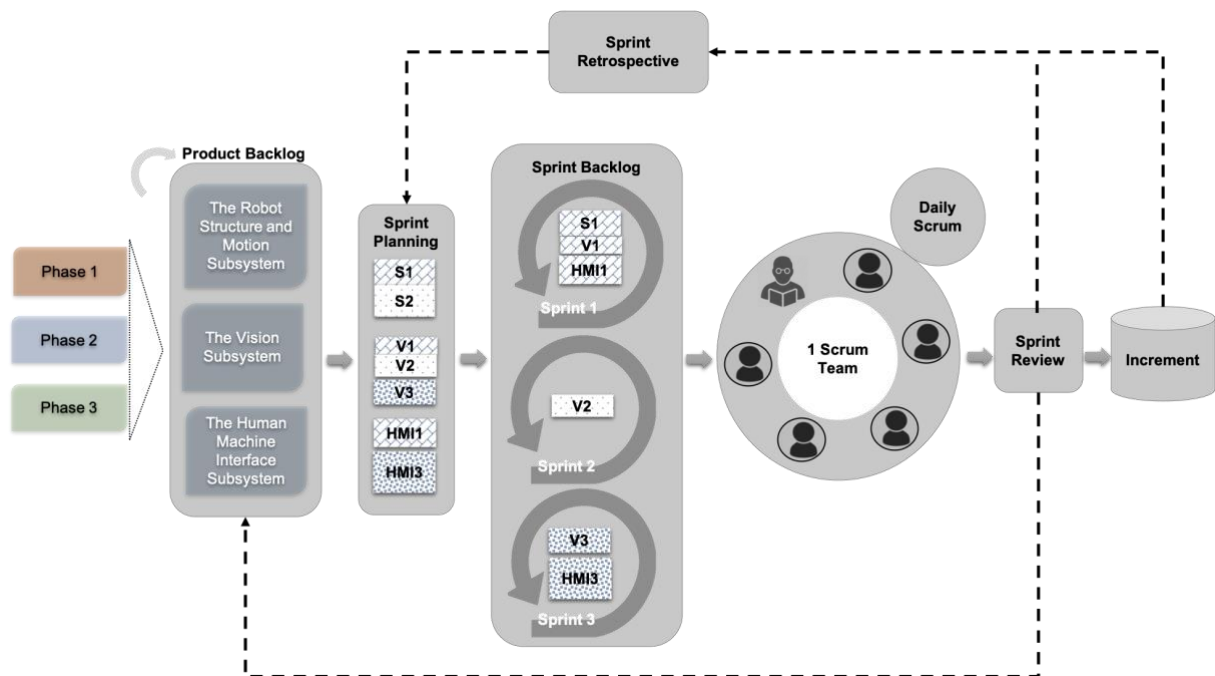 Sprint
Retrospective
Product Backlog
The Robot
Structure and
Motion
Subsystem
The Vision
Subsystem
The Human
Machine
Interface
Subsystem
Phase 1
Phase 2
Phase 3
Sprint
Planning
S1
S2
V1
V2
V3
HMI1
HMI3
Sprint Backlog
S1
V1
HMI1
Sprint 1
V2
Sprint 2
V3
HMI3
Sprint 3
Daily
Scrum
1 Scrum
Team
Sprint
Review
Increment